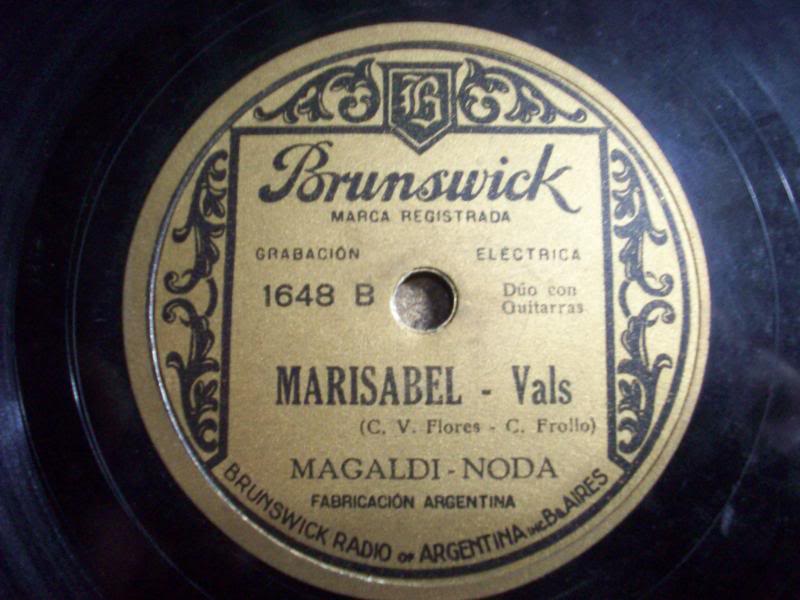 B
Brunswick
MARCA REGISTRADA
GRABACIÓN ELÉCTRICA
1648 B Dúo con
Guitarras
MARISABEL - Vals
(C. V. Flores - C. Frollo)
MAGALDI - NODA
FABRICACIÓN ARGENTINA
BRUNSWICK RADIO OF ARGENTINA INC. Bs. AIRES